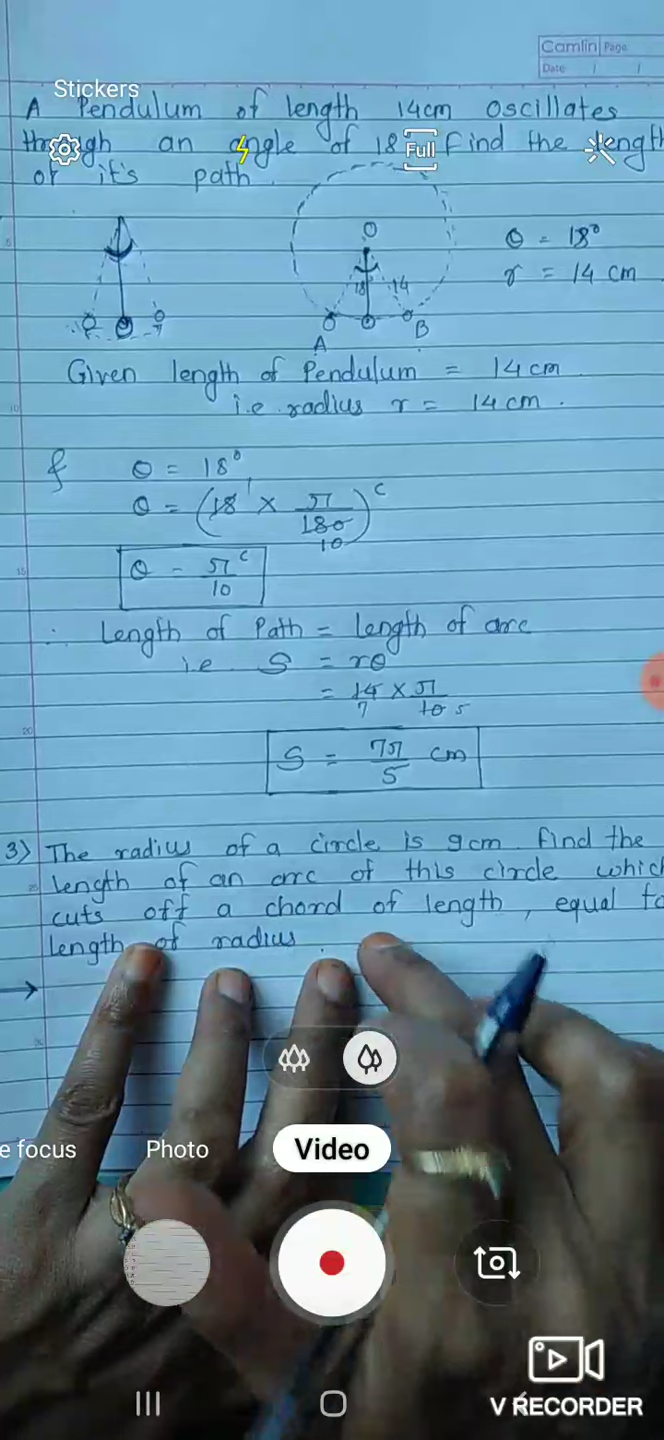 Camlin Page
Date / /
Stickers
A Pendulum of length 14cm oscillates
through an angle of 18 Find the length
of it's path.
Full
O
18 14
A B
θ = 18°
r = 14 cm
Given length of Pendulum = 14 cm
i.e. radius r = 14 cm.
& θ = 18°
θ = (18 × π/180)ᶜ
1
10
θ = π/10 ᶜ
∴ Length of Path = length of arc
i.e. S = rθ
= 14 × π/10
7 5
S = 7π/5 cm
3) The radius of a circle is 9cm. Find the
length of an arc of this circle which
cuts off a chord of length, equal to
length of radius.
e focus Photo Video
V RECORDER